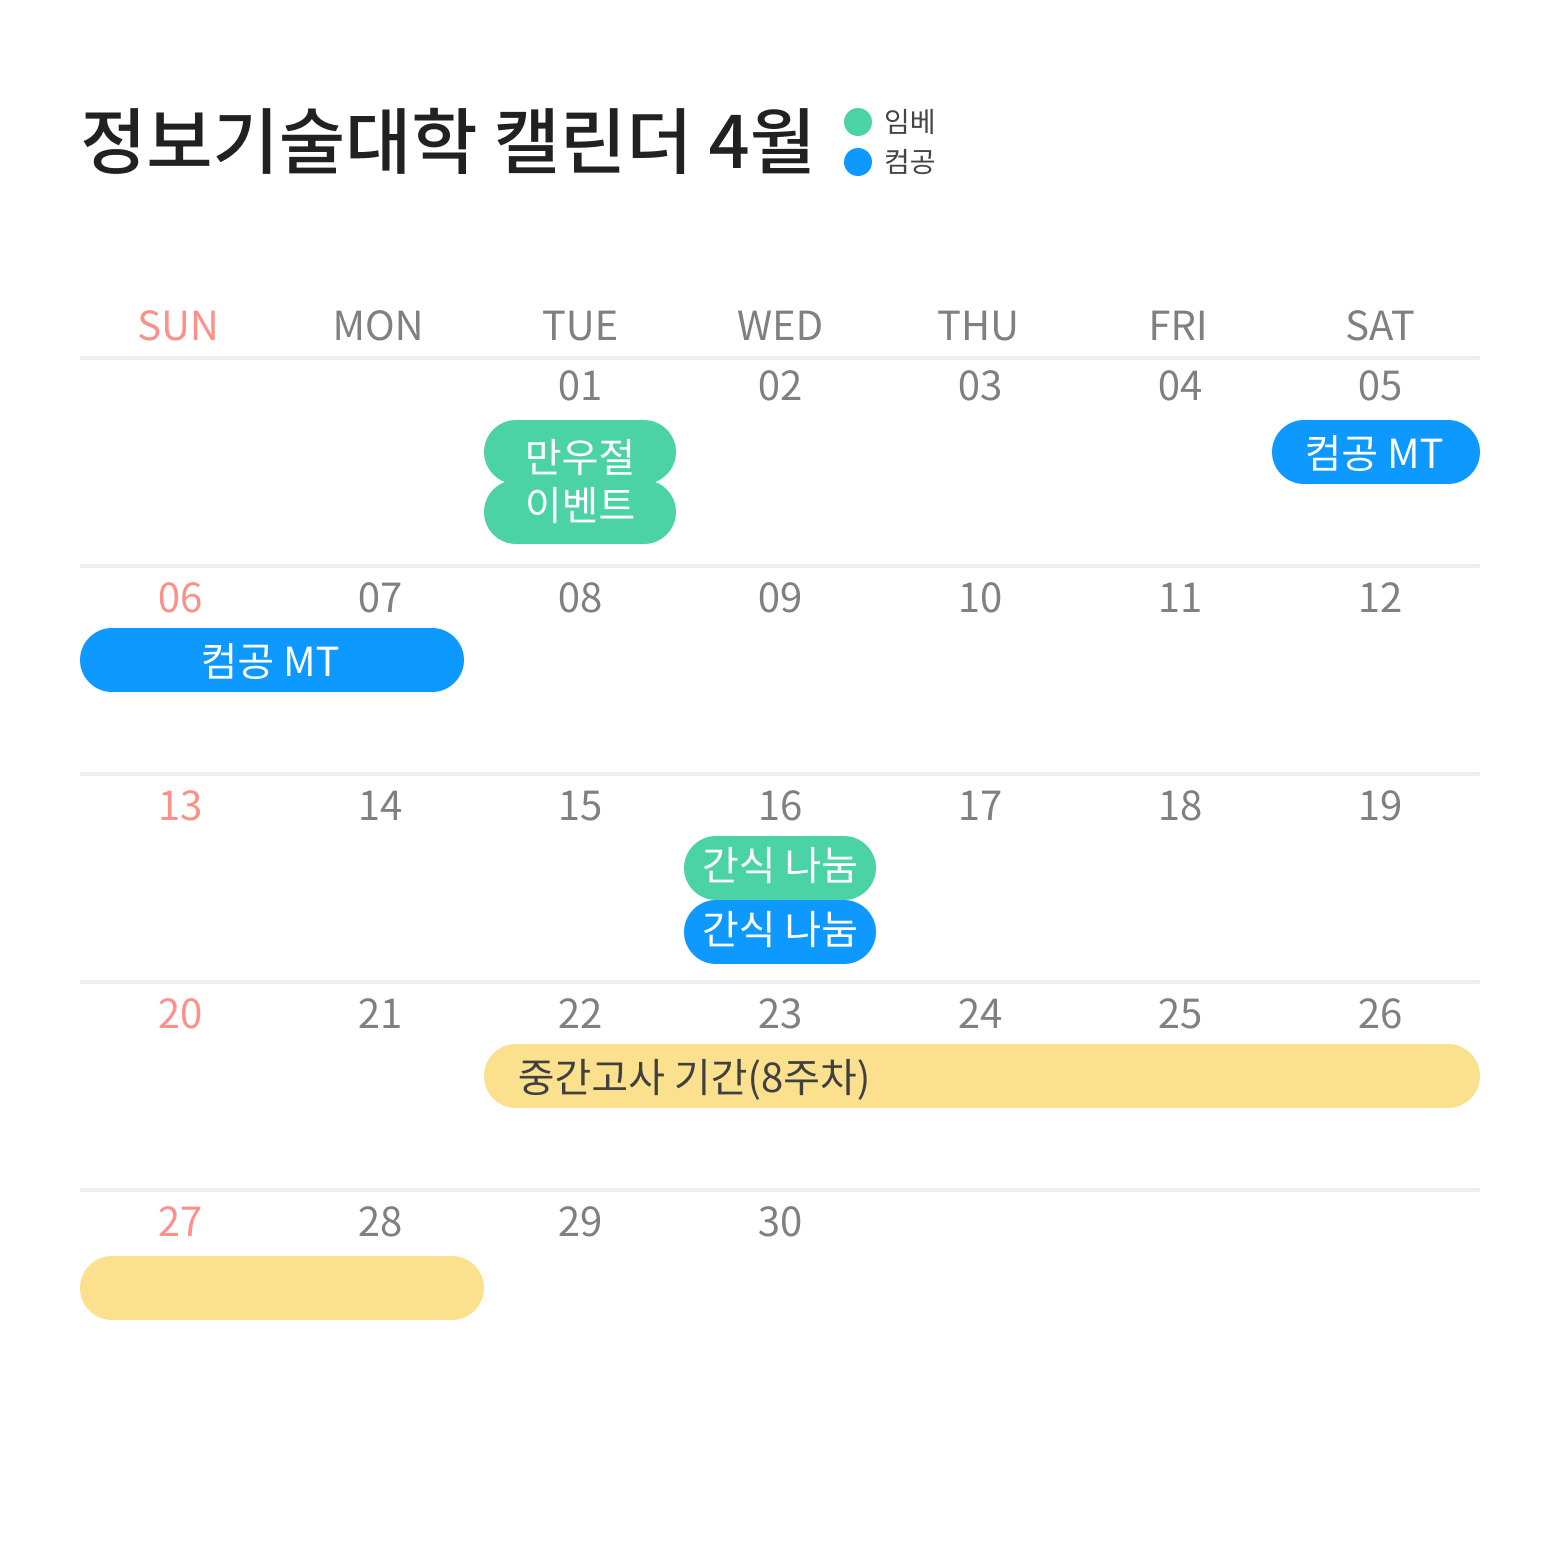 정보기술대학 캘린더 4월
임베
컴공
SUN MON TUE WED THU FRI SAT
01 02 03 04 05
만우절
이벤트
컴공 MT
06 07 08 09 10 11 12
컴공 MT
13 14 15 16 17 18 19
간식 나눔
간식 나눔
20 21 22 23 24 25 26
중간고사 기간(8주차)
27 28 29 30